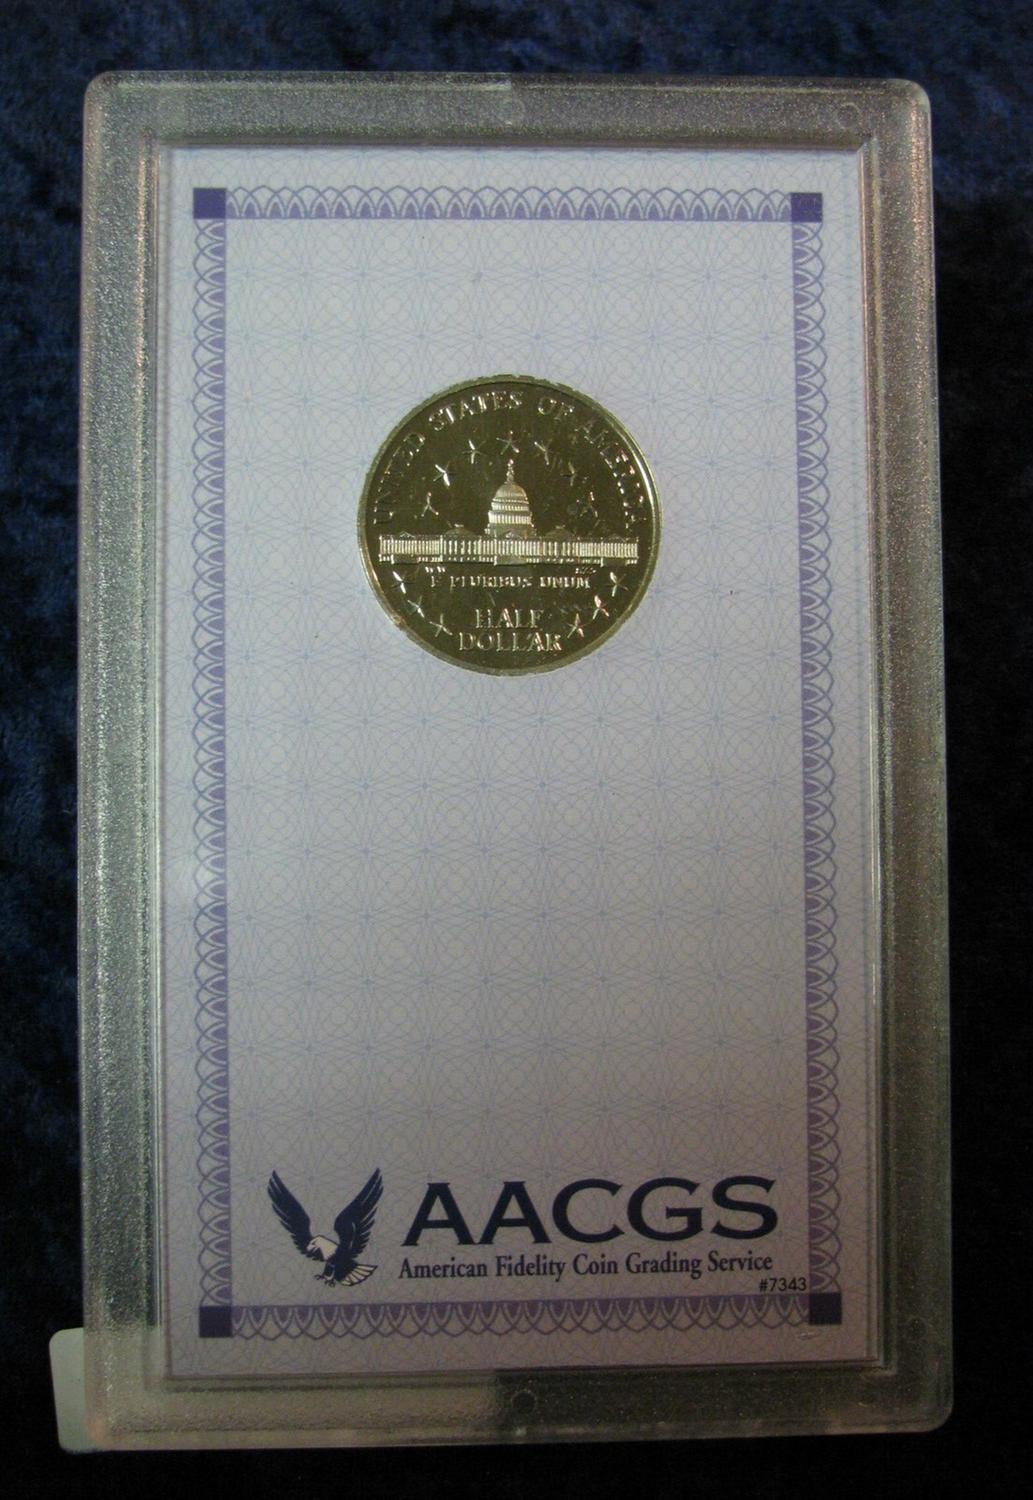 UNITED STATES OF AMERICA
E PLURIBUS UNUM
HALF
DOLLAR
AACGS
American Fidelity Coin Grading Service
#7343